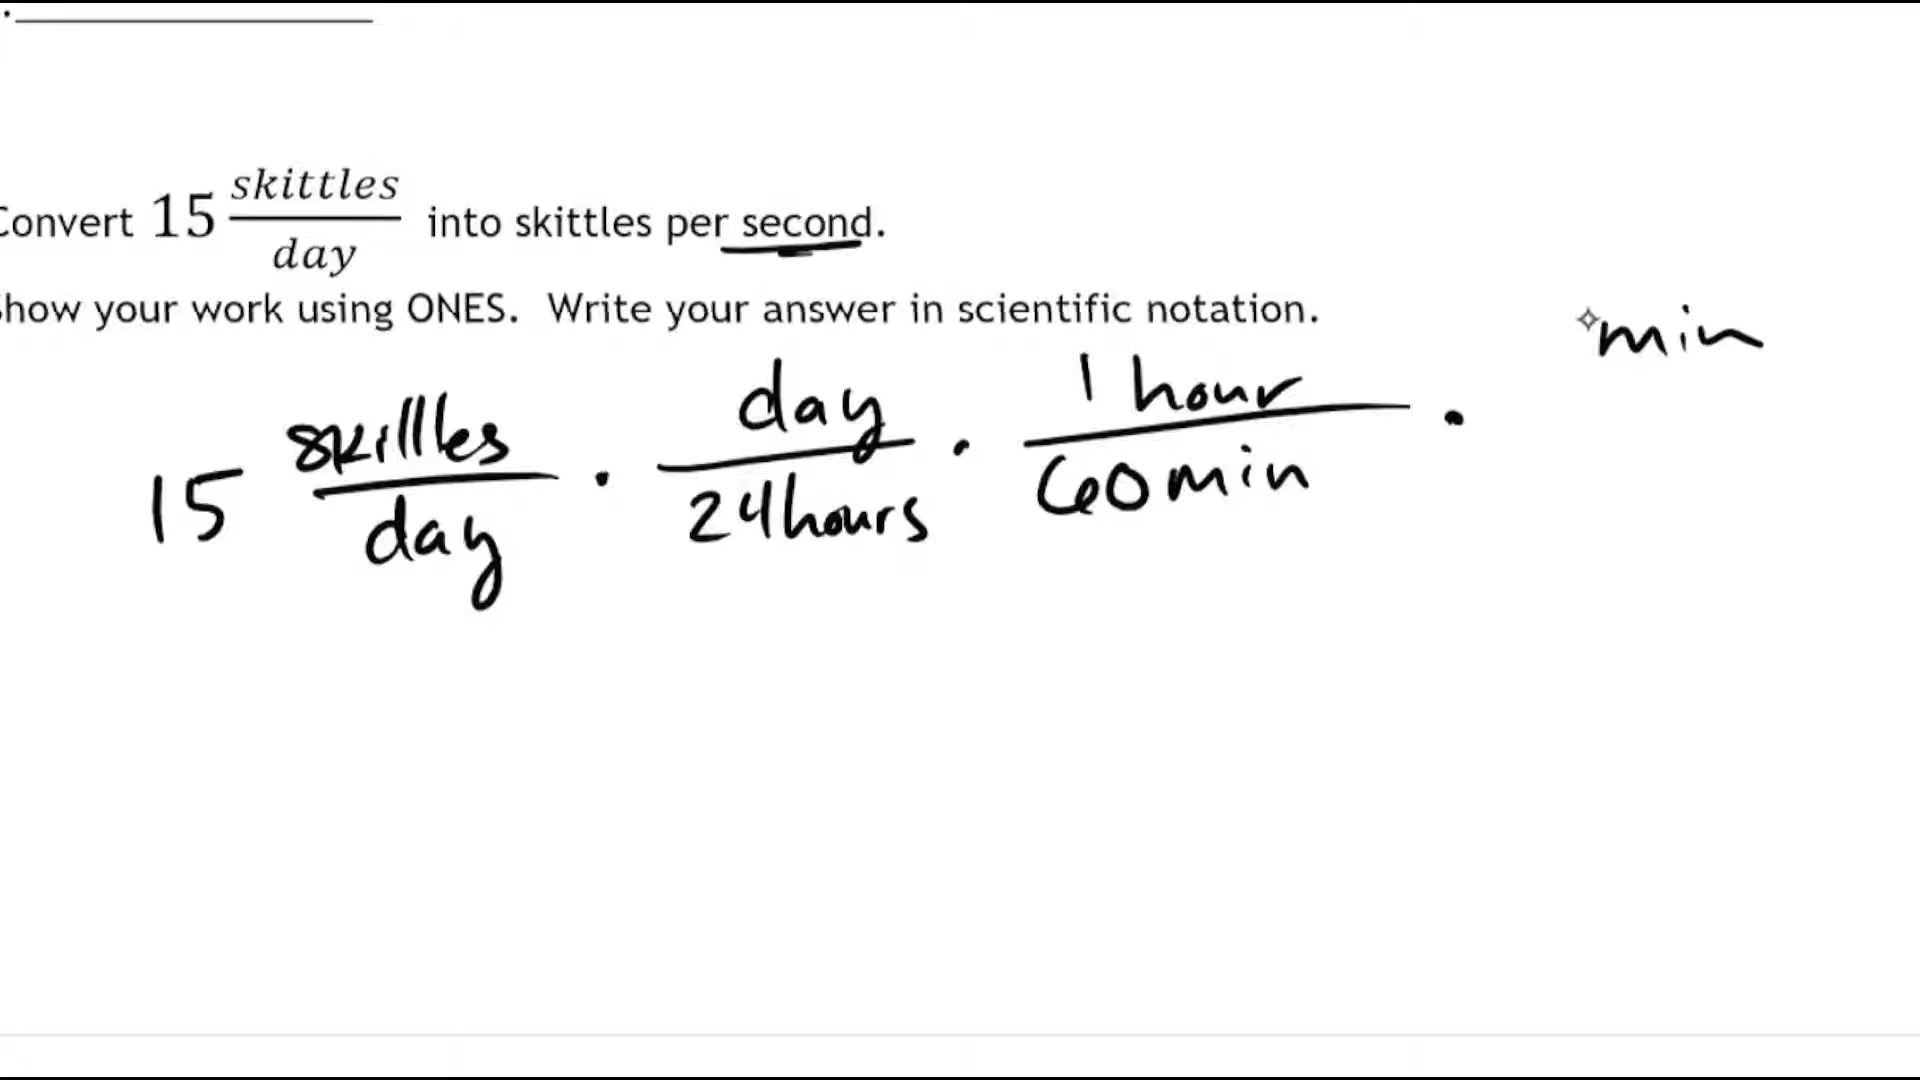 Convert 15 skittles/day into skittles per second.
Show your work using ONES. Write your answer in scientific notation.
15 skittles/day · day/24hours · 1 hour/60min · min